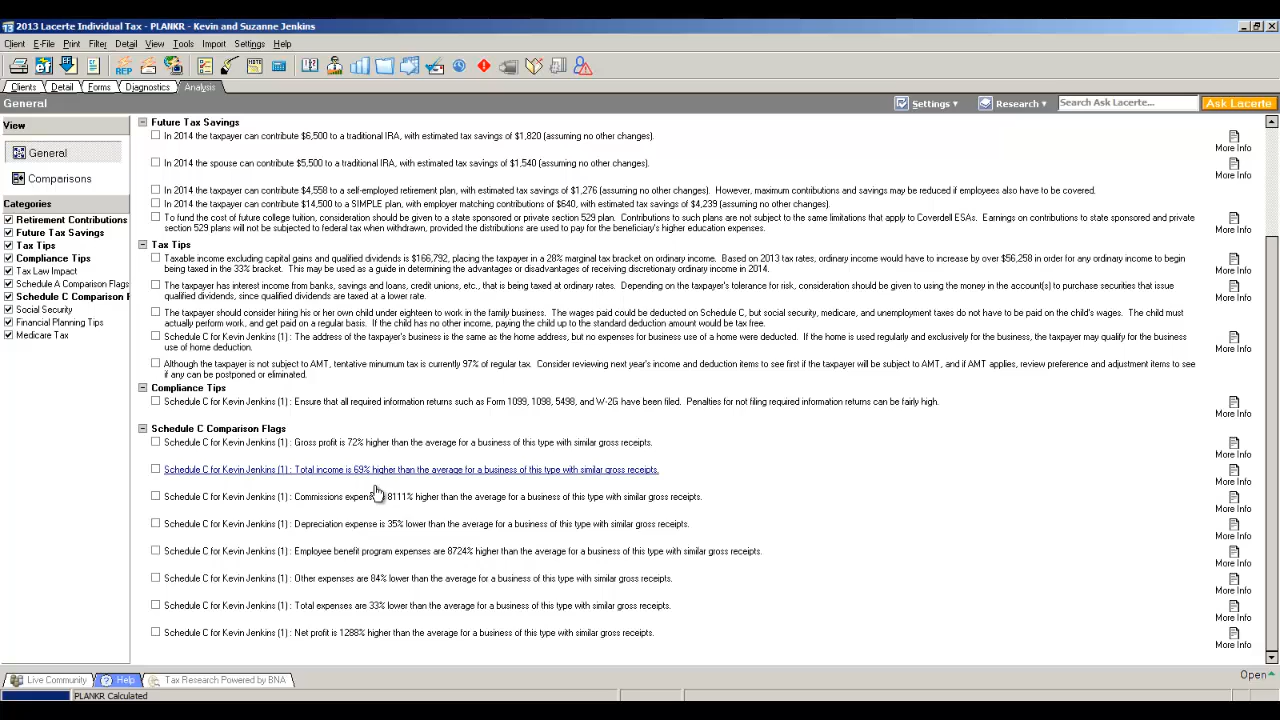 2013 Lacerte Individual Tax - PLANKR - Kevin and Suzanne Jenkins
Client E-File Print Filter Detail View Tools Import Settings Help
Clients Detail Forms Diagnostics Analysis
General Settings Research Search Ask Lacerte... Ask Lacerte
View
General
Comparisons
Categories
Retirement Contributions
Future Tax Savings
Tax Tips
Compliance Tips
Tax Law Impact
Schedule A Comparison Flags
Schedule C Comparison F
Social Security
Financial Planning Tips
Medicare Tax
Future Tax Savings
In 2014 the taxpayer can contribute $6,500 to a traditional IRA, with estimated tax savings of $1,820 (assuming no other changes).
More Info
In 2014 the spouse can contribute $5,500 to a traditional IRA, with estimated tax savings of $1,540 (assuming no other changes).
More Info
In 2014 the taxpayer can contribute $4,558 to a self-employed retirement plan, with estimated tax savings of $1,276 (assuming no other changes). However, maximum contributions and savings may be reduced if employees also have to be covered.
In 2014 the taxpayer can contribute $14,500 to a SIMPLE plan, with employer matching contributions of $640, with estimated tax savings of $4,239 (assuming no other changes).
To fund the cost of future college tuition, consideration should be given to a state sponsored or private section 529 plan. Contributions to such plans are not subject to the same limitations that apply to Coverdell ESAs. Earnings on contributions to state sponsored and private
section 529 plans will not be subjected to federal tax when withdrawn, provided the distributions are used to pay for the beneficiary's higher education expenses.
More Info
Tax Tips
Taxable income excluding capital gains and qualified dividends is $166,792, placing the taxpayer in a 28% marginal tax bracket on ordinary income. Based on 2013 tax rates, ordinary income would have to increase by over $56,258 in order for any ordinary income to begin
being taxed in the 33% bracket. This may be used as a guide in determining the advantages or disadvantages of receiving discretionary ordinary income in 2014.
More Info
The taxpayer has interest income from banks, savings and loans, credit unions, etc., that is being taxed at ordinary rates. Depending on the taxpayer's tolerance for risk, consideration should be given to using the money in the account(s) to purchase securities that issue
qualified dividends, since qualified dividends are taxed at a lower rate.
More Info
The taxpayer should consider hiring his or her own child under eighteen to work in the family business. The wages paid could be deducted on Schedule C, but social security, medicare, and unemployment taxes do not have to be paid on the child's wages. The child must
actually perform work, and get paid on a regular basis. If the child has no other income, paying the child up to the standard deduction amount would be tax free.
Schedule C for Kevin Jenkins (1) : The address of the taxpayer's business is the same as the home address, but no expenses for business use of a home were deducted. If the home is used regularly and exclusively for the business, the taxpayer may qualify for the business
use of home deduction.
More Info
Although the taxpayer is not subject to AMT, tentative minumum tax is currently 97% of regular tax. Consider reviewing next year's income and deduction items to see first if the taxpayer will be subject to AMT, and if AMT applies, review preference and adjustment items to see
if any can be postponed or eliminated.
More Info
Compliance Tips
Schedule C for Kevin Jenkins (1) : Ensure that all required information returns such as Form 1099, 1098, 5498, and W-2G have been filed. Penalties for not filing required information returns can be fairly high.
More Info
Schedule C Comparison Flags
Schedule C for Kevin Jenkins (1) : Gross profit is 72% higher than the average for a business of this type with similar gross receipts.
More Info
Schedule C for Kevin Jenkins (1) : Total income is 69% higher than the average for a business of this type with similar gross receipts.
More Info
Schedule C for Kevin Jenkins (1) : Commissions 8111% higher than the average for a business of this type with similar gross receipts.
More Info
Schedule C for Kevin Jenkins (1) : Depreciation expense is 35% lower than the average for a business of this type with similar gross receipts.
More Info
Schedule C for Kevin Jenkins (1) : Employee benefit program expenses are 8724% higher than the average for a business of this type with similar gross receipts.
More Info
Schedule C for Kevin Jenkins (1) : Other expenses are 84% lower than the average for a business of this type with similar gross receipts.
More Info
Schedule C for Kevin Jenkins (1) : Total expenses are 33% lower than the average for a business of this type with similar gross receipts.
More Info
Schedule C for Kevin Jenkins (1) : Net profit is 1288% higher than the average for a business of this type with similar gross receipts.
More Info
Live Community Help Tax Research Powered by BNA Open
PLANKR Calculated